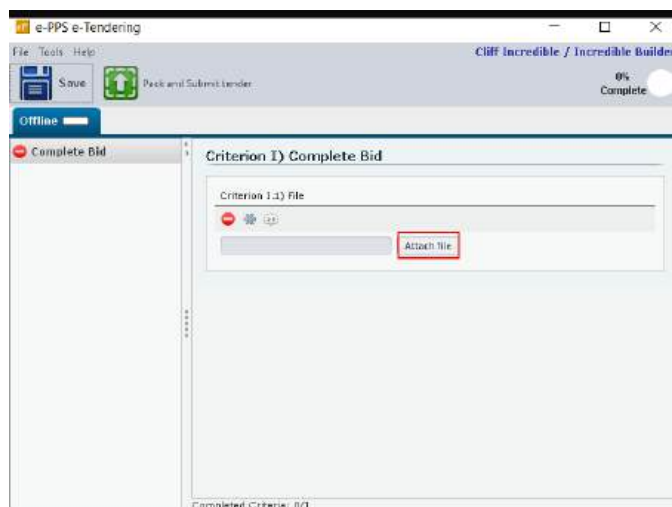 e-PPS e-Tendering
File Tools Help
Cliff Incredible / Incredible Builder
Save
Pack and Submit tender
0%
Complete
Offline
Complete Bid
Criterion I) Complete Bid
Criterion 1.1) File
Attach file
Completed Criteria: 0/1